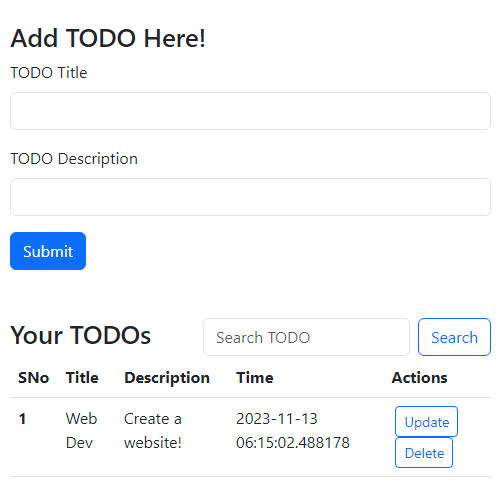 Add TODO Here!
TODO Title
TODO Description
Submit
Your TODOs
Search TODO
Search
SNo Title Description Time Actions
1 Web Create a 2023-11-13 Update
Dev website! 06:15:02.488178 Delete